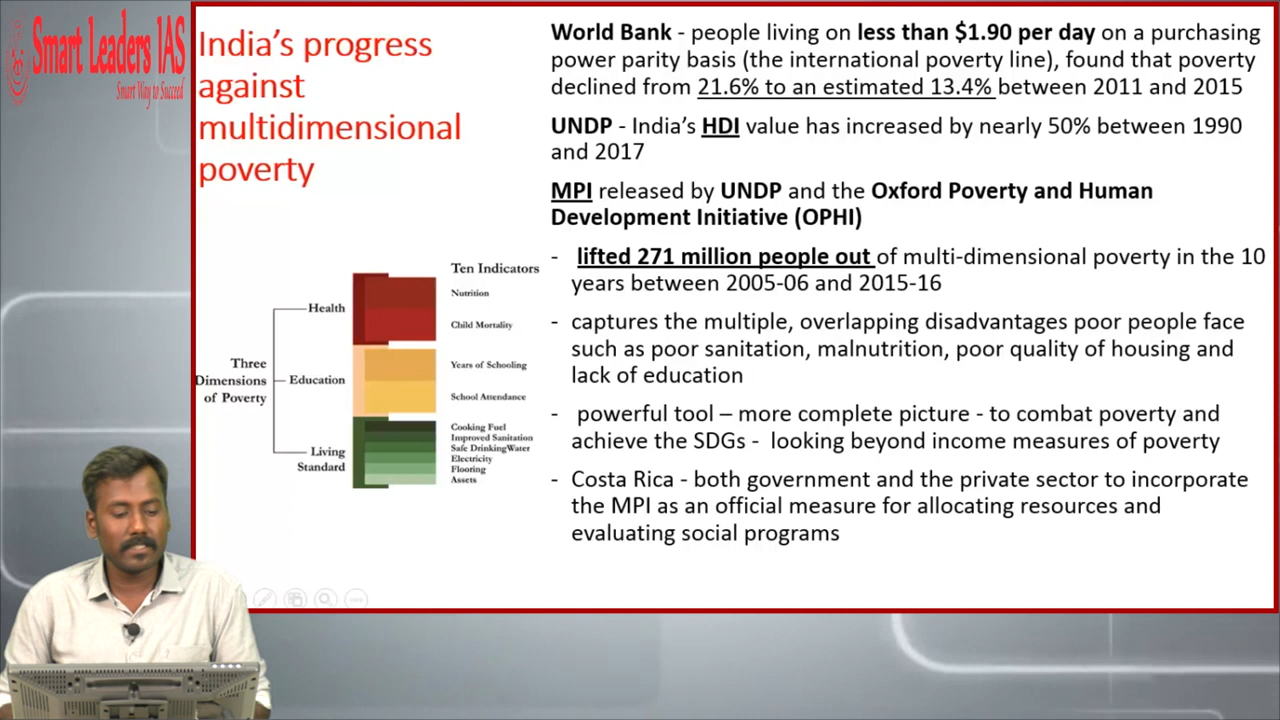 Smart Leaders IAS
Smart Way to Succeed
India's progress
against
multidimensional
poverty
World Bank - people living on less than $1.90 per day on a purchasing
power parity basis (the international poverty line), found that poverty
declined from 21.6% to an estimated 13.4% between 2011 and 2015
UNDP - India's HDI value has increased by nearly 50% between 1990
and 2017
MPI released by UNDP and the Oxford Poverty and Human
Development Initiative (OPHI)
- lifted 271 million people out of multi-dimensional poverty in the 10
years between 2005-06 and 2015-16
- captures the multiple, overlapping disadvantages poor people face
such as poor sanitation, malnutrition, poor quality of housing and
lack of education
- powerful tool – more complete picture - to combat poverty and
achieve the SDGs - looking beyond income measures of poverty
- Costa Rica - both government and the private sector to incorporate
the MPI as an official measure for allocating resources and
evaluating social programs
Three
Dimensions
of Poverty
Health
Education
Living
Standard
Ten Indicators
Nutrition
Child Mortality
Years of Schooling
School Attendance
Cooking Fuel
Improved Sanitation
Safe DrinkingWater
Electricity
Flooring
Assets